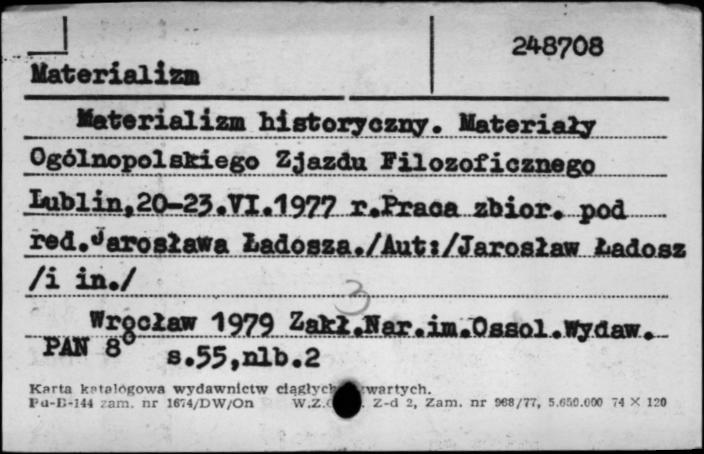 248708
Materializm
Materializm historyczny. Materiały
Ogólnopolskiego Zjazdu Filozoficznego
Lublin,20-23.VI.1977 r.Praca zbior. pod
red.Jarosława Ładosza./Aut:/Jarosław Ładosz
/i in./
3
Wrocław 1979 Zakł.Nar.im.Ossol.Wydaw.
PAN 8° s.55,nlb.2
Karta katalogowa wydawnictw ciągłych
Pu-B-144 zam. nr 1674/DW/On Z-d 2, Zam. nr 968/77, 5.650.000 74 X 120